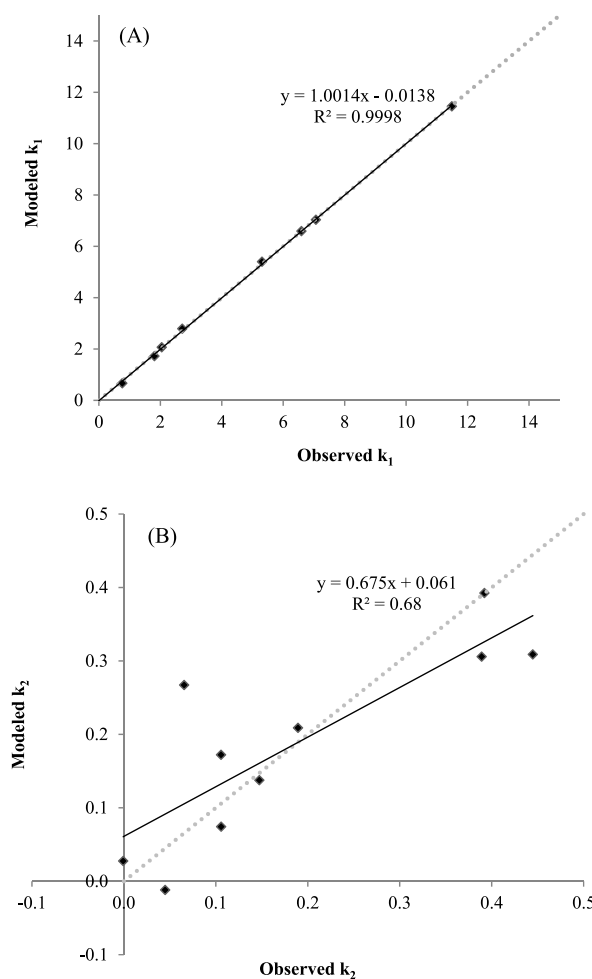 (A)
14
12
10
8
6
4
2
0
y = 1.0014x - 0.0138
R² = 0.9998
Modeled k₁
0 2 4 6 8 10 12 14
Observed k₁
(B)
0.5
0.4
0.3
0.2
0.1
0.0
-0.1
y = 0.675x + 0.061
R² = 0.68
Modeled k₂
-0.1 0.0 0.1 0.2 0.3 0.4 0.5
Observed k₂